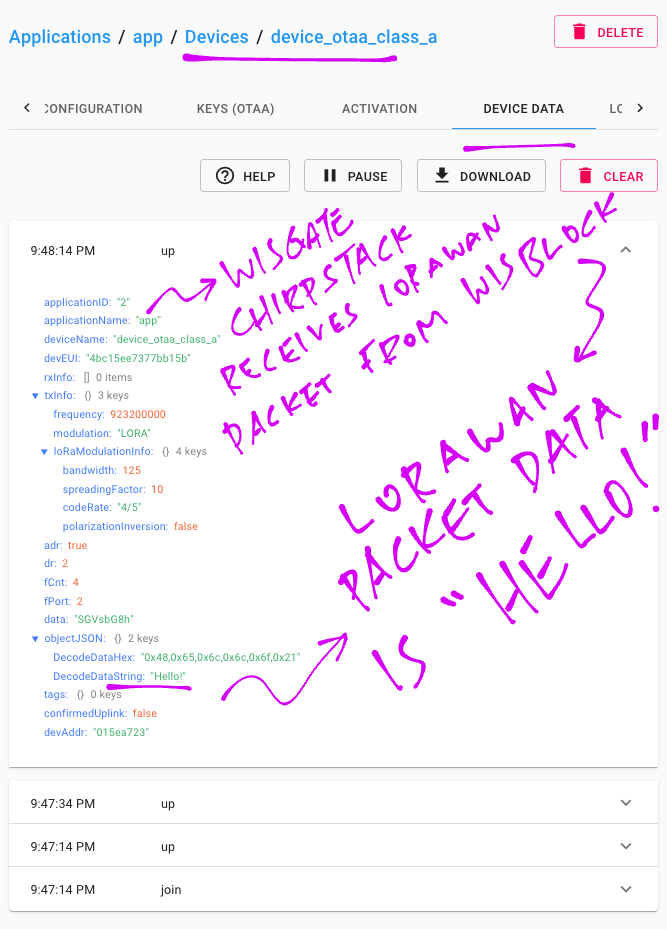 Applications / app / Devices / device_otaa_class_a
DELETE
CONFIGURATION KEYS (OTAA) ACTIVATION DEVICE DATA LO
HELP PAUSE DOWNLOAD CLEAR
9:48:14 PM up
WISGATE
CHIRPSTACK
RECEIVES LORAWAN
PACKET FROM WISBLOCK
applicationID: "2"
applicationName: "app"
deviceName: "device_otaa_class_a"
devEUI: "4bc15ee7377bb15b"
rxInfo: [] 0 items
txInfo: {} 3 keys
frequency: 923200000
modulation: "LORA"
loRaModulationInfo: {} 4 keys
bandwidth: 125
spreadingFactor: 10
codeRate: "4/5"
polarizationInversion: false
adr: true
dr: 2
fCnt: 4
fPort: 2
data: "SGVsbG8h"
objectJSON: {} 2 keys
DecodeDataHex: "0x48,0x65,0x6c,0x6c,0x6f,0x21"
DecodeDataString: "Hello!"
tags: {} 0 keys
confirmedUplink: false
devAddr: "015ea723"
LORAWAN
PACKET DATA
IS "HELLO!"
9:47:34 PM up
9:47:14 PM up
9:47:14 PM join